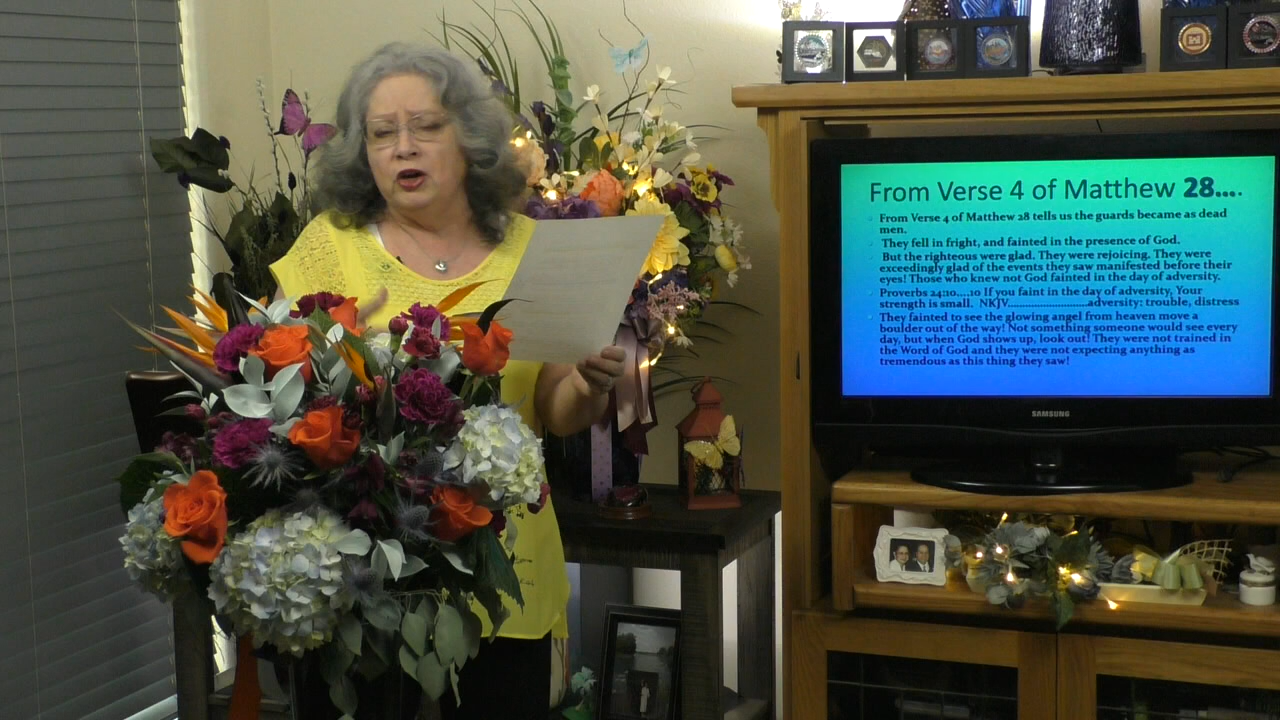 From Verse 4 of Matthew 28....
From Verse 4 of Matthew 28 tells us the guards became as dead
men.
They fell in fright, and fainted in the presence of God.
But the righteous were glad. They were rejoicing. They were
exceedingly glad of the events they saw manifested before their
eyes! Those who knew not God fainted in the day of adversity.
Proverbs 24:10....10 If you faint in the day of adversity, Your
strength is small. NKJV............................adversity: trouble, distress
They fainted to see the glowing angel from heaven move a
boulder out of the way! Not something someone would see every
day, but when God shows up, look out! They were not trained in
the Word of God and they were not expecting anything as
tremendous as this thing they saw!
SAMSUNG